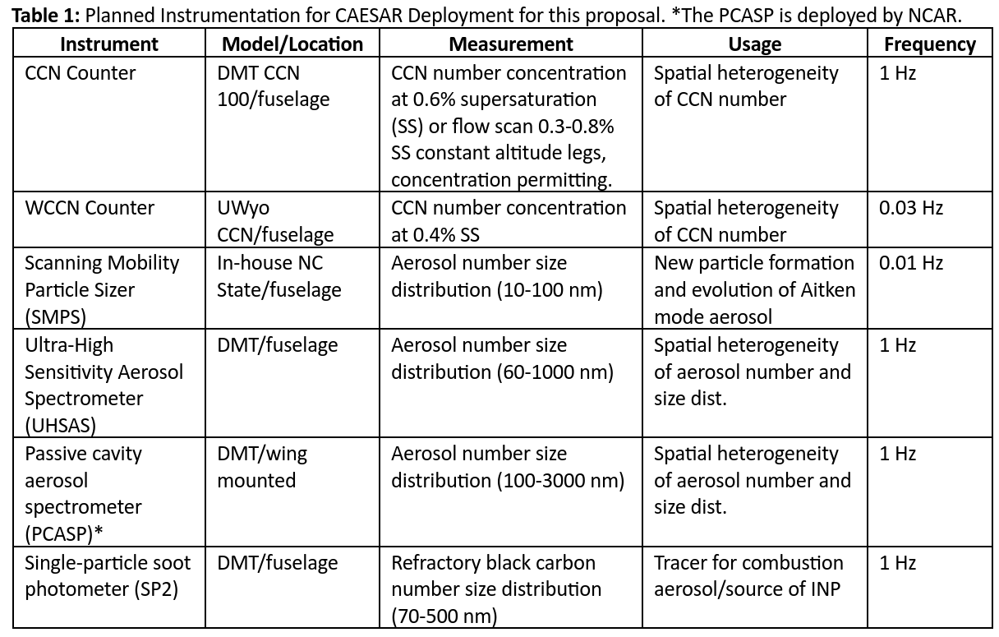 Table 1: Planned Instrumentation for CAESAR Deployment for this proposal. *The PCASP is deployed by NCAR.
Instrument
Model/Location
Measurement
Usage
Frequency
CCN Counter
DMT CCN
100/fuselage
CCN number concentration
at 0.6% supersaturation
(SS) or flow scan 0.3-0.8%
SS constant altitude legs,
concentration permitting.
Spatial heterogeneity
of CCN number
1 Hz
WCCN Counter
UWyo
CCN/fuselage
CCN number concentration
at 0.4% SS
Spatial heterogeneity
of CCN number
0.03 Hz
Scanning Mobility
Particle Sizer
(SMPS)
In-house NC
State/fuselage
Aerosol number size
distribution (10-100 nm)
New particle formation
and evolution of Aitken
mode aerosol
0.01 Hz
Ultra-High
Sensitivity Aerosol
Spectrometer
(UHSAS)
DMT/fuselage
Aerosol number size
distribution (60-1000 nm)
Spatial heterogeneity
of aerosol number and
size dist.
1 Hz
Passive cavity
aerosol
spectrometer
(PCASP)*
DMT/wing
mounted
Aerosol number size
distribution (100-3000 nm)
Spatial heterogeneity
of aerosol number and
size dist.
1 Hz
Single-particle soot
photometer (SP2)
DMT/fuselage
Refractory black carbon
number size distribution
(70-500 nm)
Tracer for combustion
aerosol/source of INP
1 Hz